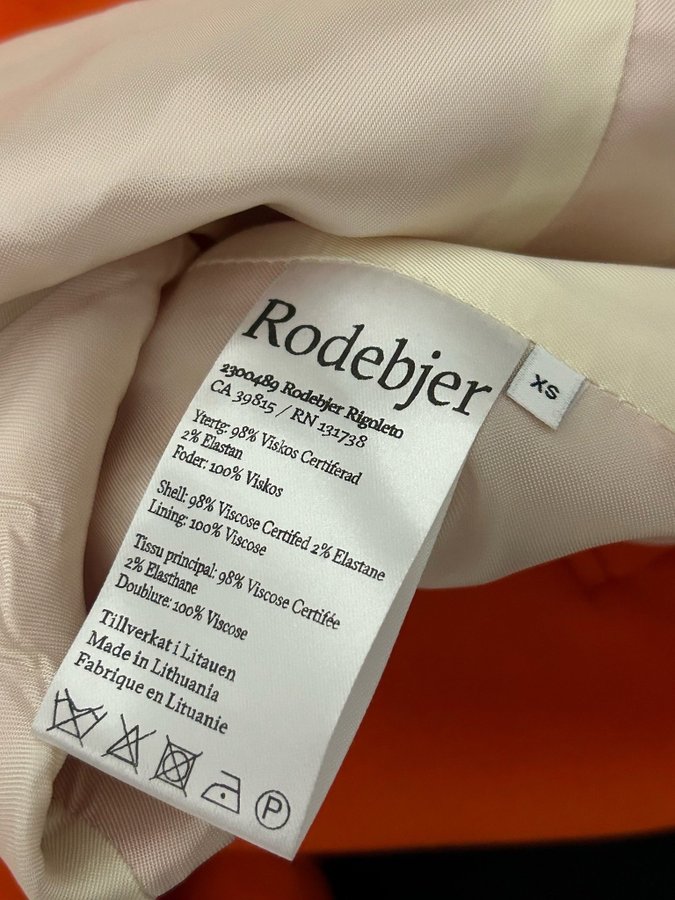 Rodebjer
XS
2300489 Rodebjer Rigoleto
CA 39815 / RN 131738
Ytertg: 98% Viskos Certiferad
2% Elastan
Foder: 100% Viskos
Shell: 98% Viscose Certifed 2% Elastane
Lining: 100% Viscose
Tissu principal: 98% Viscose Certifée
2% Elasthane
Doublure: 100% Viscose
Tillverkat i Litauen
Made in Lithuania
Fabrique en Lituanie
P